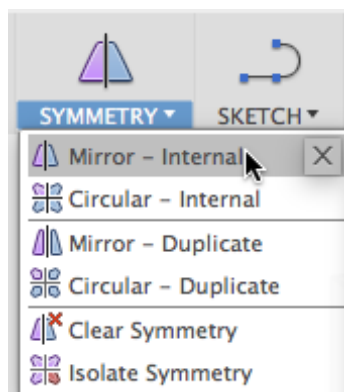 SYMMETRY ▾ SKETCH ▾
Mirror – Internal
Circular – Internal
Mirror – Duplicate
Circular – Duplicate
Clear Symmetry
Isolate Symmetry